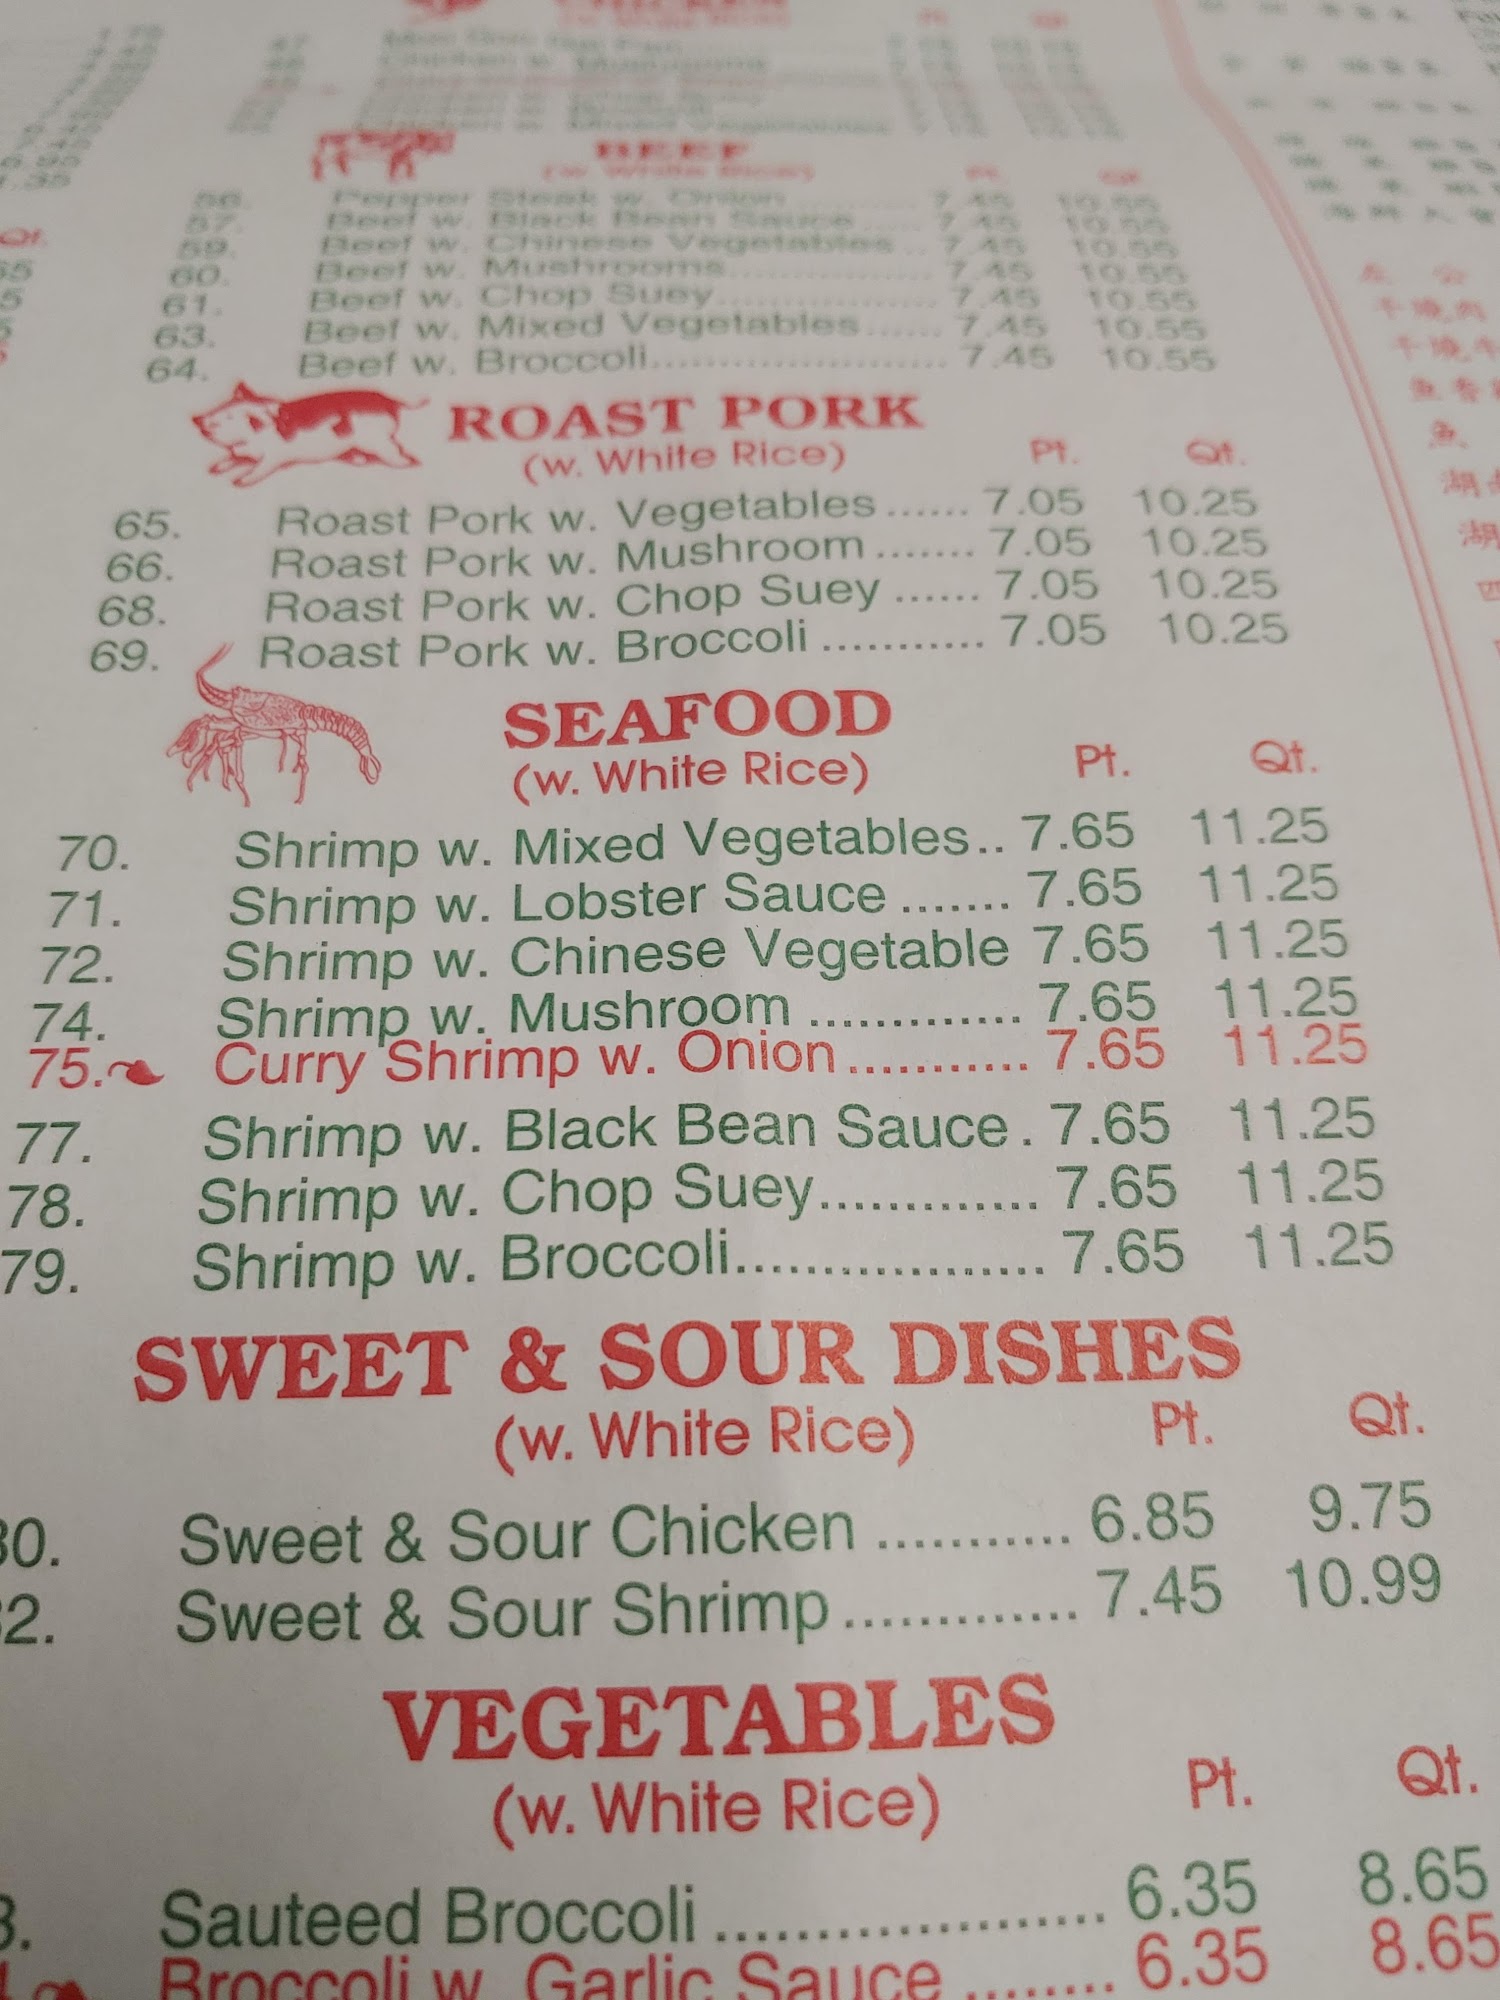 CHICKEN
(w. White Rice)
BEEF
(w. White Rice) Pt. Qt.
56. Pepper Steak w. Onion .......... 7.45 10.55
57. Beef w. Black Bean Sauce ...... 7.45 10.55
59. Beef w. Chinese Vegetables .. 7.45 10.55
60. Beef w. Mushrooms................. 7.45 10.55
61. Beef w. Chop Suey................. 7.45 10.55
63. Beef w. Mixed Vegetables...... 7.45 10.55
64. Beef w. Broccoli....................... 7.45 10.55
ROAST PORK
(w. White Rice) Pt. Qt.
65. Roast Pork w. Vegetables ...... 7.05 10.25
66. Roast Pork w. Mushroom ....... 7.05 10.25
68. Roast Pork w. Chop Suey ...... 7.05 10.25
69. Roast Pork w. Broccoli ........... 7.05 10.25
SEAFOOD
(w. White Rice) Pt. Qt.
70. Shrimp w. Mixed Vegetables.. 7.65 11.25
71. Shrimp w. Lobster Sauce ....... 7.65 11.25
72. Shrimp w. Chinese Vegetable 7.65 11.25
74. Shrimp w. Mushroom ............. 7.65 11.25
75. Curry Shrimp w. Onion ........... 7.65 11.25
77. Shrimp w. Black Bean Sauce . 7.65 11.25
78. Shrimp w. Chop Suey............. 7.65 11.25
79. Shrimp w. Broccoli.................. 7.65 11.25
SWEET & SOUR DISHES
(w. White Rice) Pt. Qt.
0. Sweet & Sour Chicken ........... 6.85 9.75
2. Sweet & Sour Shrimp ............. 7.45 10.99
VEGETABLES
(w. White Rice) Pt. Qt.
3. Sauteed Broccoli .................... 6.35 8.65
Broccoli w. Garlic Sauce ........ 6.35 8.65